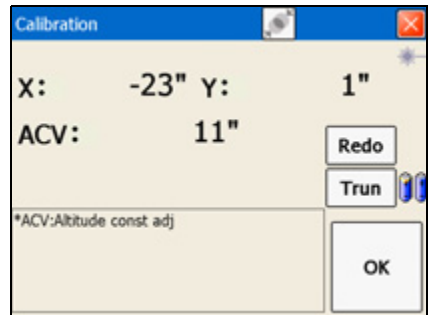 Calibration
X: -23" Y: 1"
ACV: 11"
Redo
Trun
*ACV:Altitude const adj
OK